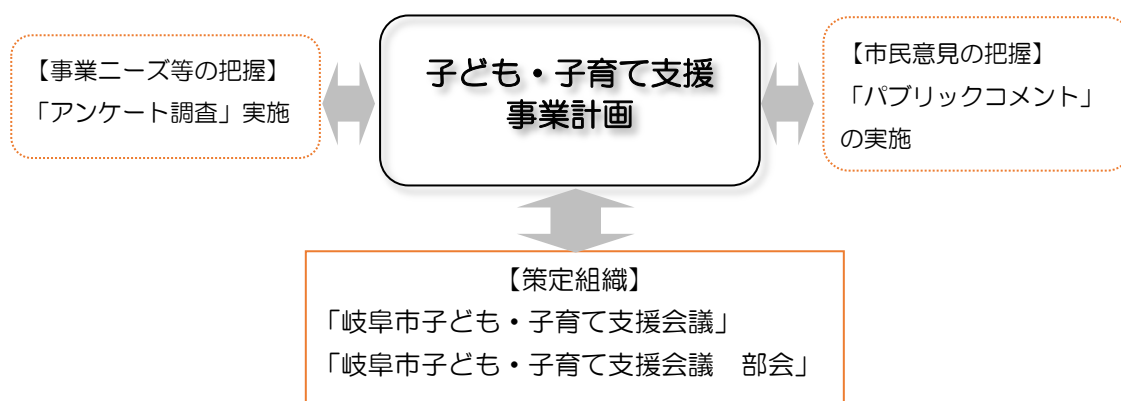 【事業ニーズ等の把握】
「アンケート調査」実施
子ども・子育て支援
事業計画
【市民意見の把握】
「パブリックコメント」
の実施
【策定組織】
「岐阜市子ども・子育て支援会議」
「岐阜市子ども・子育て支援会議　部会」